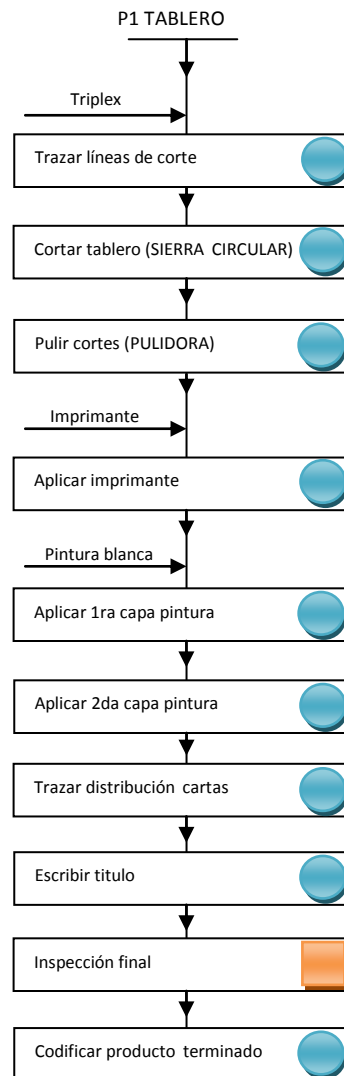 P1 TABLERO
Triplex
Trazar líneas de corte
Cortar tablero (SIERRA CIRCULAR)
Pulir cortes (PULIDORA)
Imprimante
Aplicar imprimante
Pintura blanca
Aplicar 1ra capa pintura
Aplicar 2da capa pintura
Trazar distribución cartas
Escribir titulo
Inspección final
Codificar producto terminado